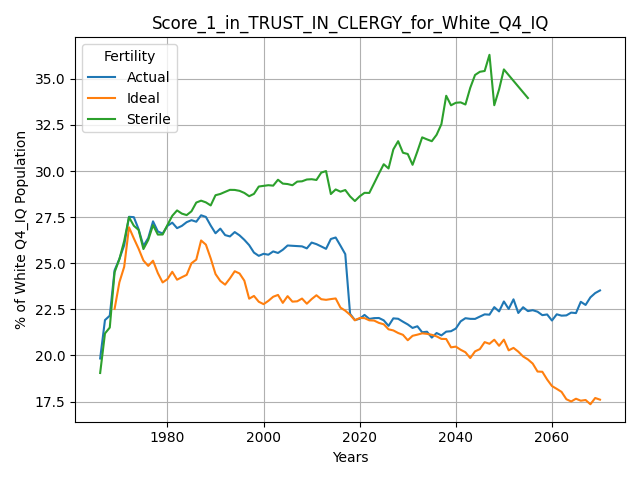 Score_1_in_TRUST_IN_CLERGY_for_White_Q4_IQ
Fertility
Actual
Ideal
Sterile
% of White Q4_IQ Population
35.0
32.5
30.0
27.5
25.0
22.5
20.0
17.5
1980
2000
2020
2040
2060
Years